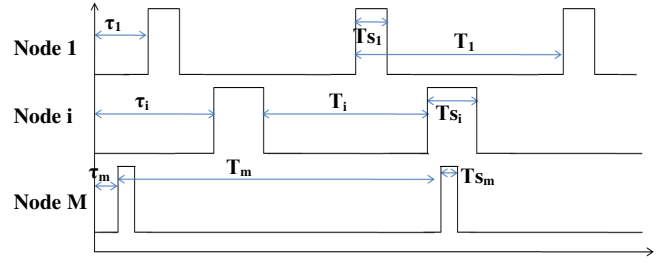 τ1
Ts1
Node 1
T1
τi
Ti
Node i
Tsi
τm
Tm
Tsm
Node M